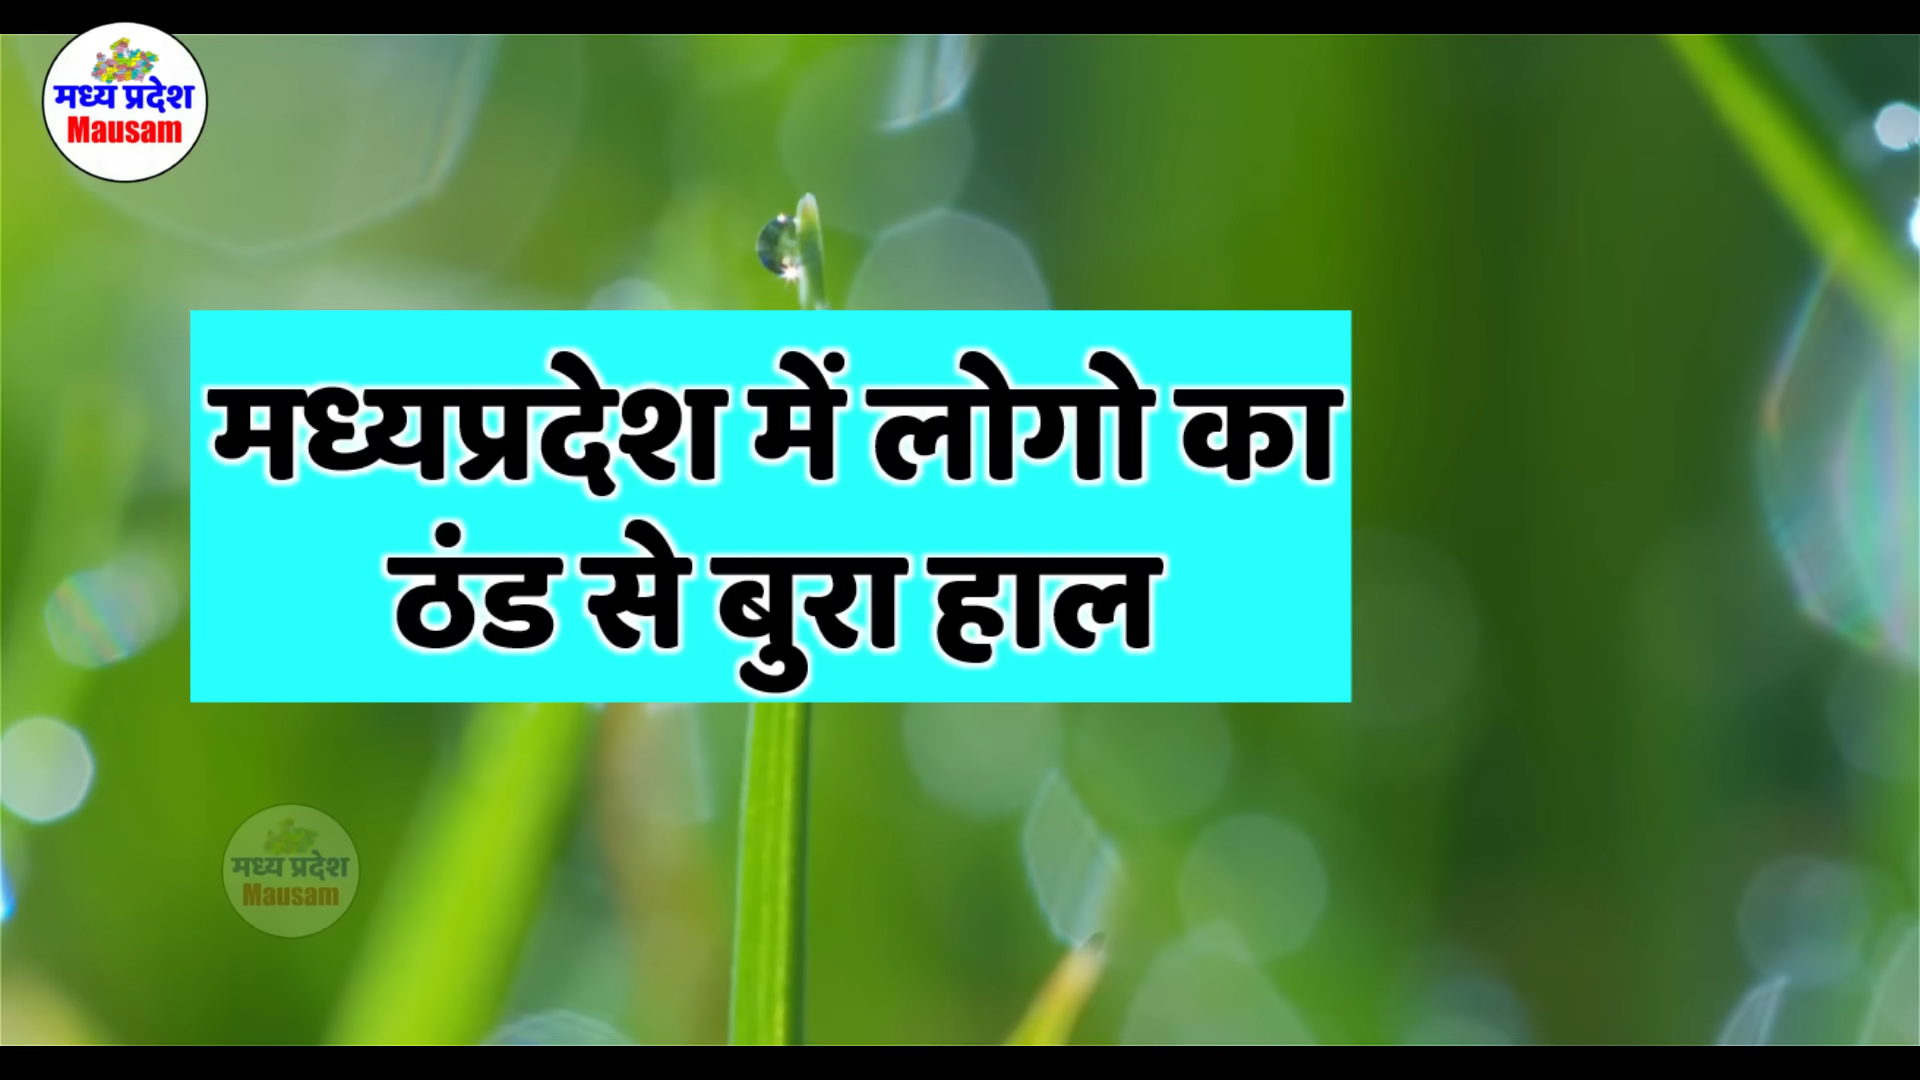 मध्य प्रदेश
Mausam
मध्यप्रदेश में लोगो का
ठंड से बुरा हाल
मध्य प्रदेश
Mausam